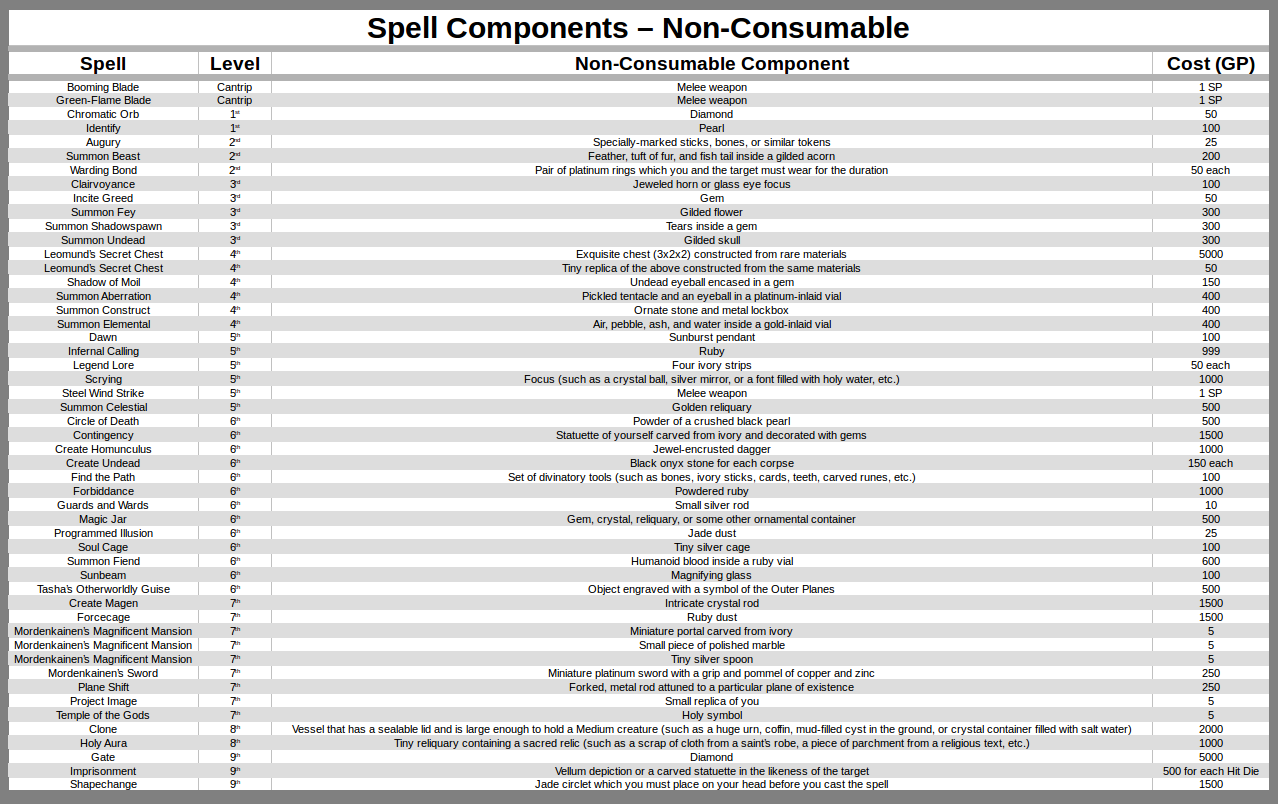 Spell Components – Non-Consumable
Spell Level Non-Consumable Component Cost (GP)
Booming Blade Cantrip Melee weapon 1 SP
Green-Flame Blade Cantrip Melee weapon 1 SP
Chromatic Orb 1st Diamond 50
Identify 1st Pearl 100
Augury 2nd Specially-marked sticks, bones, or similar tokens 25
Summon Beast 2nd Feather, tuft of fur, and fish tail inside a gilded acorn 200
Warding Bond 2nd Pair of platinum rings which you and the target must wear for the duration 50 each
Clairvoyance 3rd Jeweled horn or glass eye focus 100
Incite Greed 3rd Gem 50
Summon Fey 3rd Gilded flower 300
Summon Shadowspawn 3rd Tears inside a gem 300
Summon Undead 3rd Gilded skull 300
Leomund's Secret Chest 4th Exquisite chest (3x2x2) constructed from rare materials 5000
Leomund's Secret Chest 4th Tiny replica of the above constructed from the same materials 50
Shadow of Moil 4th Undead eyeball encased in a gem 150
Summon Aberration 4th Pickled tentacle and an eyeball in a platinum-inlaid vial 400
Summon Construct 4th Ornate stone and metal lockbox 400
Summon Elemental 4th Air, pebble, ash, and water inside a gold-inlaid vial 400
Dawn 5th Sunburst pendant 100
Infernal Calling 5th Ruby 999
Legend Lore 5th Four ivory strips 50 each
Scrying 5th Focus (such as a crystal ball, silver mirror, or a font filled with holy water, etc.) 1000
Steel Wind Strike 5th Melee weapon 1 SP
Summon Celestial 5th Golden reliquary 500
Circle of Death 6th Powder of a crushed black pearl 500
Contingency 6th Statuette of yourself carved from ivory and decorated with gems 1500
Create Homunculus 6th Jewel-encrusted dagger 1000
Create Undead 6th Black onyx stone for each corpse 150 each
Find the Path 6th Set of divinatory tools (such as bones, ivory sticks, cards, teeth, carved runes, etc.) 100
Forbiddance 6th Powdered ruby 1000
Guards and Wards 6th Small silver rod 10
Magic Jar 6th Gem, crystal, reliquary, or some other ornamental container 500
Programmed Illusion 6th Jade dust 25
Soul Cage 6th Tiny silver cage 100
Summon Fiend 6th Humanoid blood inside a ruby vial 600
Sunbeam 6th Magnifying glass 100
Tasha's Otherworldly Guise 6th Object engraved with a symbol of the Outer Planes 500
Create Magen 7th Intricate crystal rod 1500
Forcecage 7th Ruby dust 1500
Mordenkainen's Magnificent Mansion 7th Miniature portal carved from ivory 5
Mordenkainen's Magnificent Mansion 7th Small piece of polished marble 5
Mordenkainen's Magnificent Mansion 7th Tiny silver spoon 5
Mordenkainen's Sword 7th Miniature platinum sword with a grip and pommel of copper and zinc 250
Plane Shift 7th Forked, metal rod attuned to a particular plane of existence 250
Project Image 7th Small replica of you 5
Temple of the Gods 7th Holy symbol 5
Clone 8th Vessel that has a sealable lid and is large enough to hold a Medium creature (such as a huge urn, coffin, mud-filled cyst in the ground, or crystal container filled with salt water) 2000
Holy Aura 8th Tiny reliquary containing a sacred relic (such as a scrap of cloth from a saint's robe, a piece of parchment from a religious text, etc.) 1000
Gate 9th Diamond 5000
Imprisonment 9th Vellum depiction or a carved statuette in the likeness of the target 500 for each Hit Die
Shapechange 9th Jade circlet which you must place on your head before you cast the spell 1500